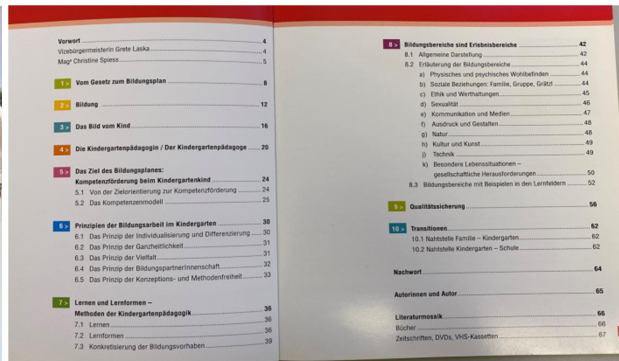 Vorwort 4
Vizebürgermeisterin Grete Laska 4
Magª Christine Spiess 5
1 > Vom Gesetz zum Bildungsplan 8
2 > Bildung 12
3 > Das Bild vom Kind 16
4 > Die Kindergartenpädagogin / Der Kindergartenpädagoge 20
5 > Das Ziel des Bildungsplanes:
Kompetenzförderung beim Kindergartenkind 24
5.1 Von der Zielorientierung zur Kompetenzförderung 24
5.2 Das Kompetenzenmodell 25
6 > Prinzipien der Bildungsarbeit im Kindergarten 30
6.1 Das Prinzip der Individualisierung und Differenzierung 30
6.2 Das Prinzip der Ganzheitlichkeit 31
6.3 Das Prinzip der Vielfalt 31
6.4 Das Prinzip der BildungspartnerInnenschaft 32
6.5 Das Prinzip der Konzeptions- und Methodenfreiheit 33
7 > Lernen und Lernformen –
Methoden der Kindergartenpädagogik 36
7.1 Lernen 36
7.2 Lernformen 36
7.3 Konkretisierung der Bildungsvorhaben 39
8 > Bildungsbereiche sind Erlebnisbereiche 42
8.1 Allgemeine Darstellung 42
8.2 Erläuterung der Bildungsbereiche 44
a) Physisches und psychisches Wohlbefinden 44
b) Soziale Beziehungen: Familie, Gruppe, Grätzl 44
c) Ethik und Werthaltungen 45
d) Sexualität 46
e) Kommunikation und Medien 47
f) Ausdruck und Gestalten 48
g) Natur 48
h) Kultur und Kunst 49
j) Technik 49
k) Besondere Lebenssituationen –
gesellschaftliche Herausforderungen 50
8.3 Bildungsbereiche mit Beispielen in den Lernfeldern 52
9 > Qualitätssicherung 56
10 > Transitionen 62
10.1 Nahtstelle Familie – Kindergarten 62
10.2 Nahtstelle Kindergarten – Schule 62
Nachwort 64
Autorinnen und Autor 65
Literaturmosaik 66
Bücher 66
Zeitschriften, DVDs, VHS-Kassetten 67